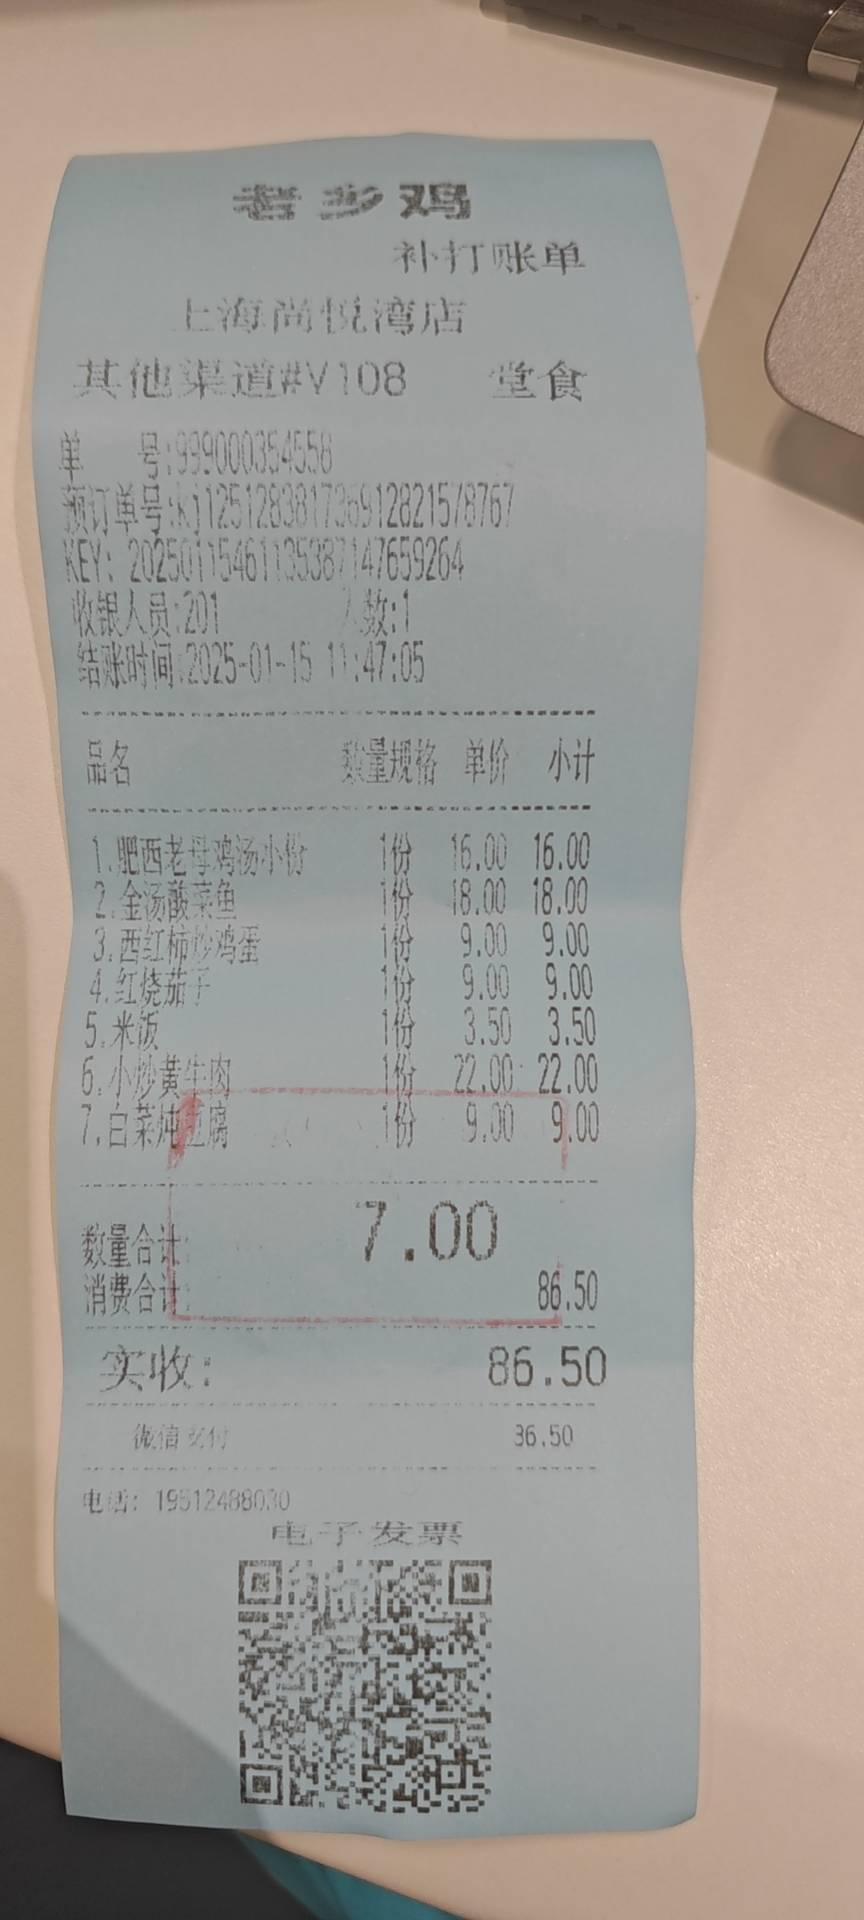 老乡鸡
补打账单
上海尚悦湾店
其他渠道#V108 堂食
单 号:999000354558
预订单号:kj125128381736912821578767
KEY: 20250115461135387147659264
收银人员:201 人数:1
结账时间:2025-01-15 11:47:05
品名 数量规格 单价 小计
1.肥西老母鸡汤小份 1份 16.00 16.00
2.金汤酸菜鱼 1份 18.00 18.00
3.西红柿炒鸡蛋 1份 9.00 9.00
4.红烧茄子 1份 9.00 9.00
5.米饭 1份 3.50 3.50
6.小炒黄牛肉 1份 22.00 22.00
7.白菜炖豆腐 1份 9.00 9.00
数量合计: 7.00
消费合计: 86.50
实收: 86.50
微信支付 86.50
电话: 19512488030
电子发票